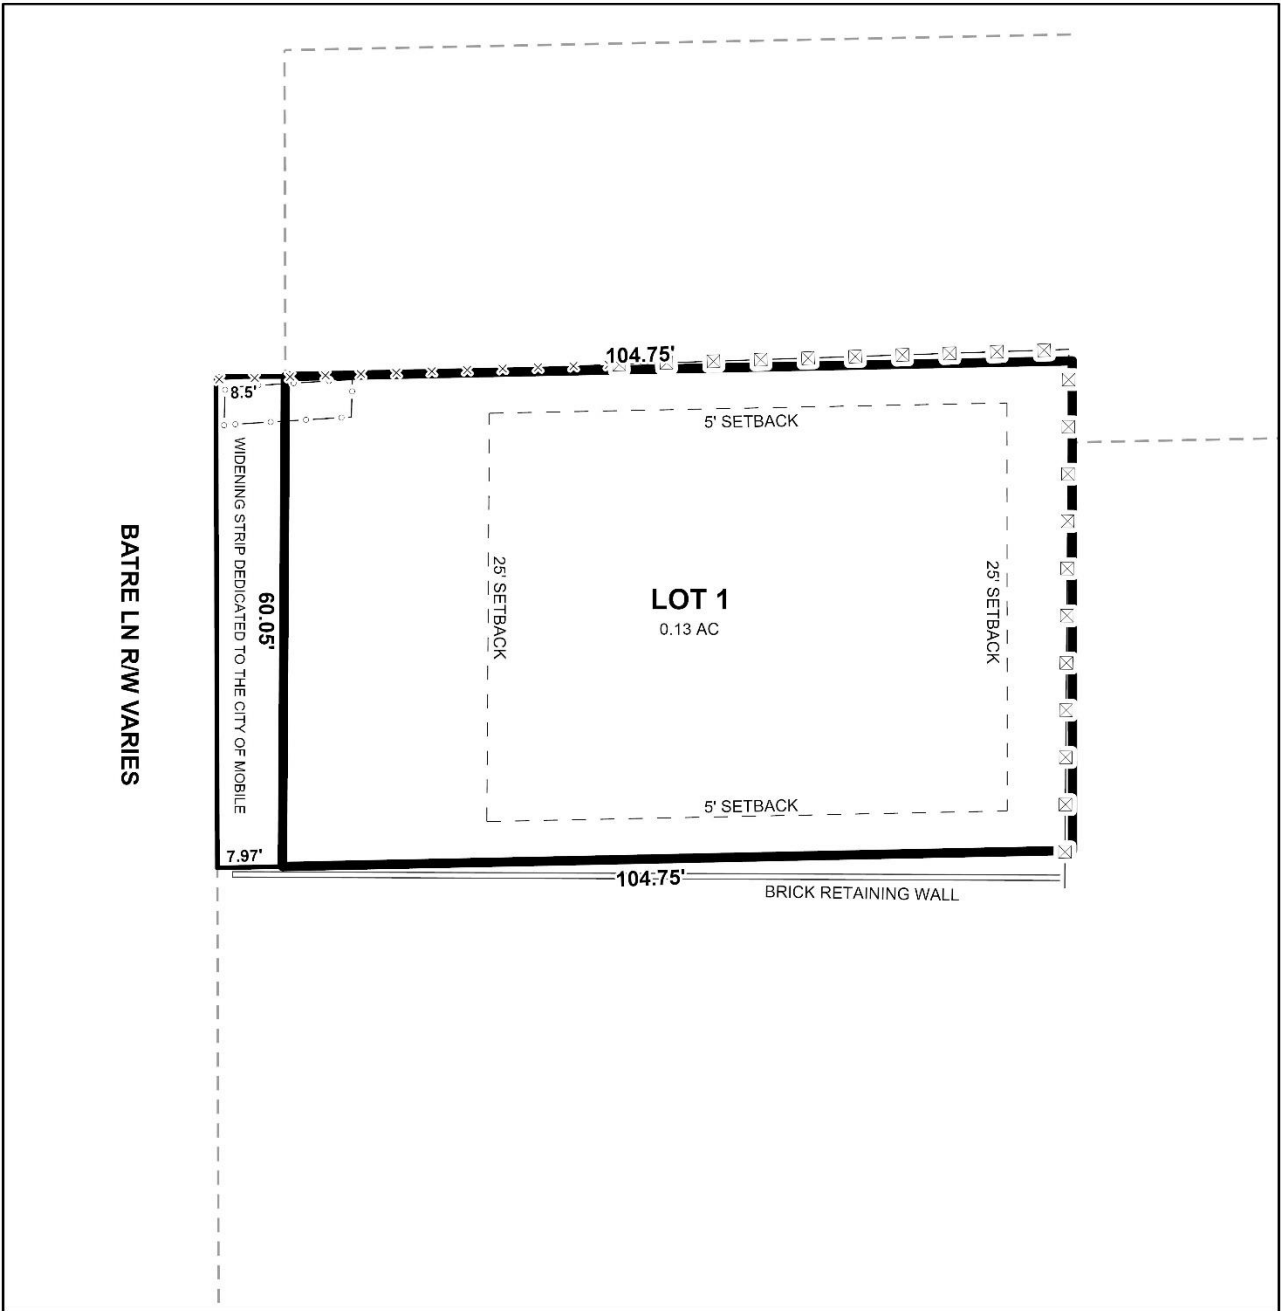 104.75'
8.5'
5' SETBACK
WIDENING STRIP DEDICATED TO THE CITY OF MOBILE
BATRE LN R/W VARIES
60.05'
25' SETBACK
LOT 1
0.13 AC
25' SETBACK
5' SETBACK
7.97'
104.75'
BRICK RETAINING WALL